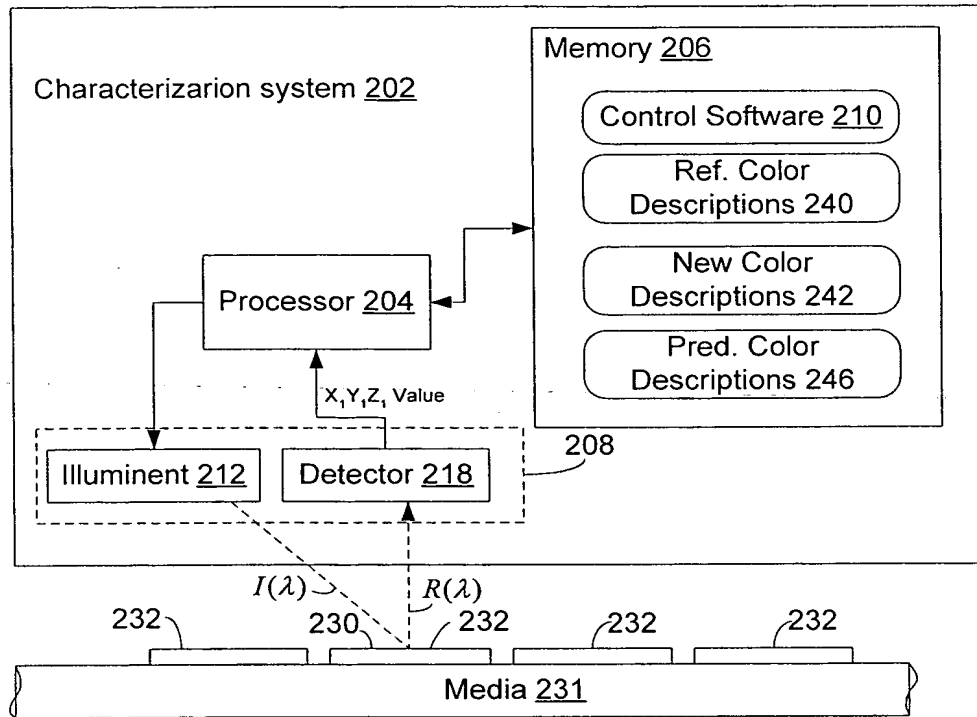 Characterizarion system 202
Memory 206
Control Software 210
Ref. Color
Descriptions 240
New Color
Descriptions 242
Pred. Color
Descriptions 246
Processor 204
X₁Y₁Z₁ Value
208
Illuminent 212
Detector 218
I(λ)
R(λ)
232
230
232
232
232
Media 231